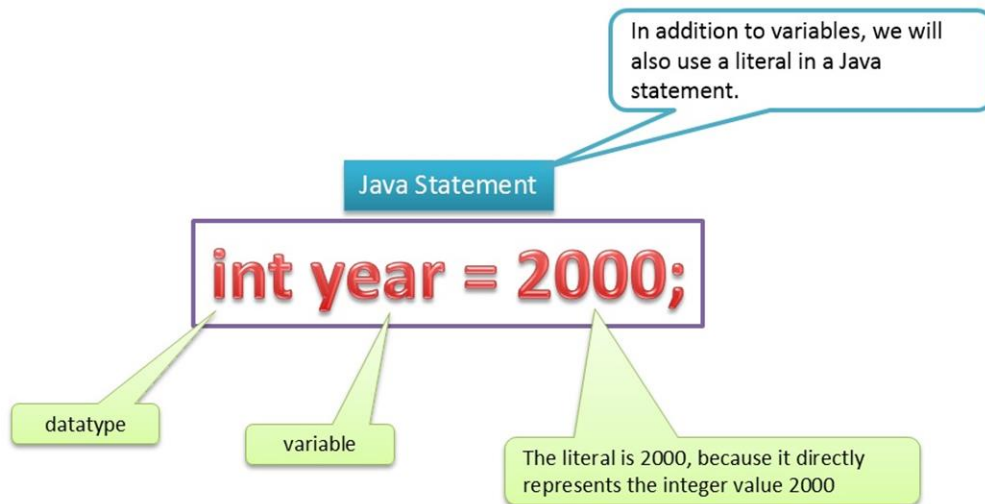 In addition to variables, we will
also use a literal in a Java
statement.
Java Statement
int year = 2000;
datatype
variable
The literal is 2000, because it directly
represents the integer value 2000